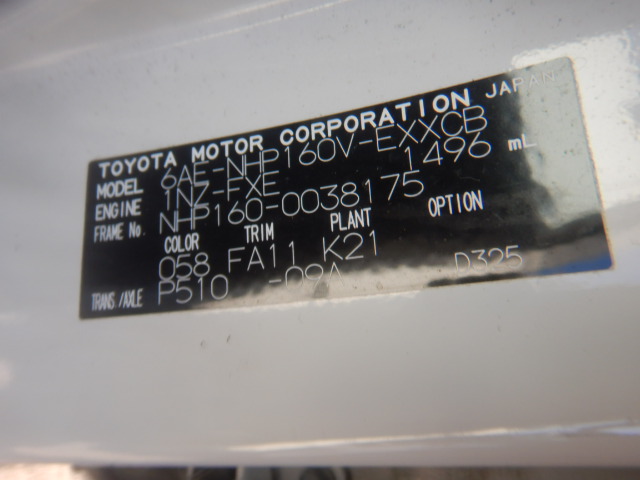 TOYOTA MOTOR CORPORATION JAPAN
MODEL 6AE-NHP160V-EXXCB
ENGINE 1NZ-FXE 1496 mL
FRAME No. NHP160-0038175
COLOR TRIM PLANT OPTION
058 FA11 K21
TRANS/AXLE P510 -09A D325